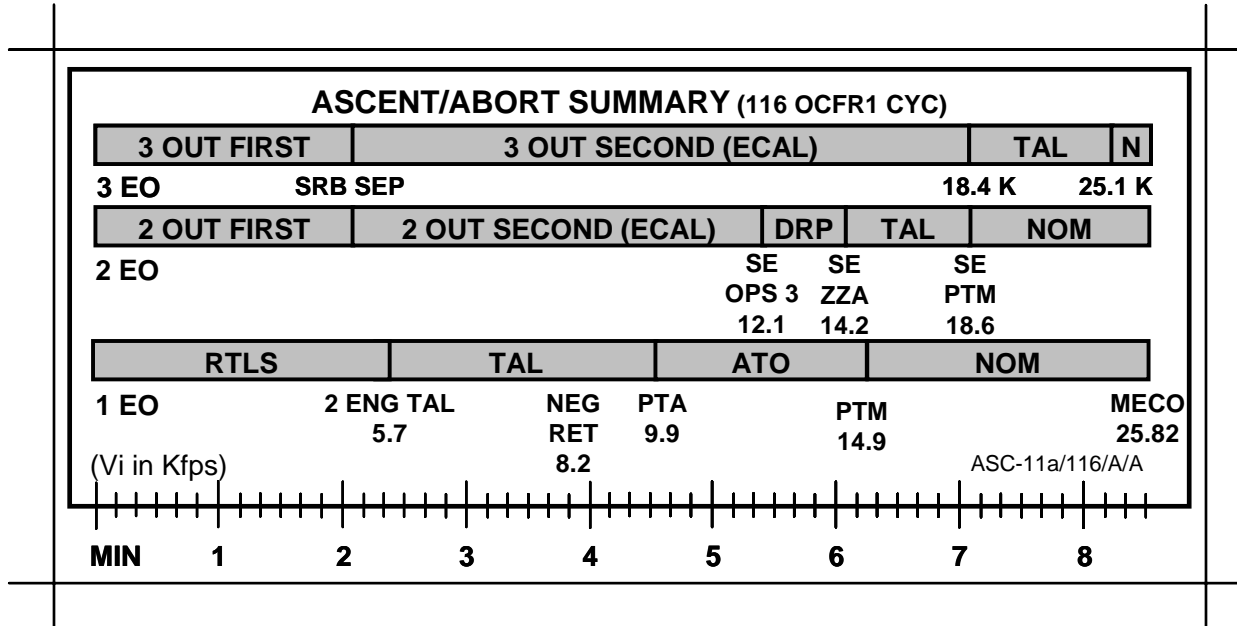 ASCENT/ABORT SUMMARY (116 OCFR1 CYC)
3 OUT FIRST 3 OUT SECOND (ECAL) TAL N
3 EO SRB SEP 18.4 K 25.1 K
2 OUT FIRST 2 OUT SECOND (ECAL) DRP TAL NOM
2 EO
SE SE SE
OPS 3 ZZA PTM
12.1 14.2 18.6
RTLS TAL ATO NOM
1 EO 2 ENG TAL NEG PTA PTM MECO
5.7 RET 9.9 14.9 25.82
(Vi in Kfps) 8.2 ASC-11a/116/A/A
MIN 1 2 3 4 5 6 7 8